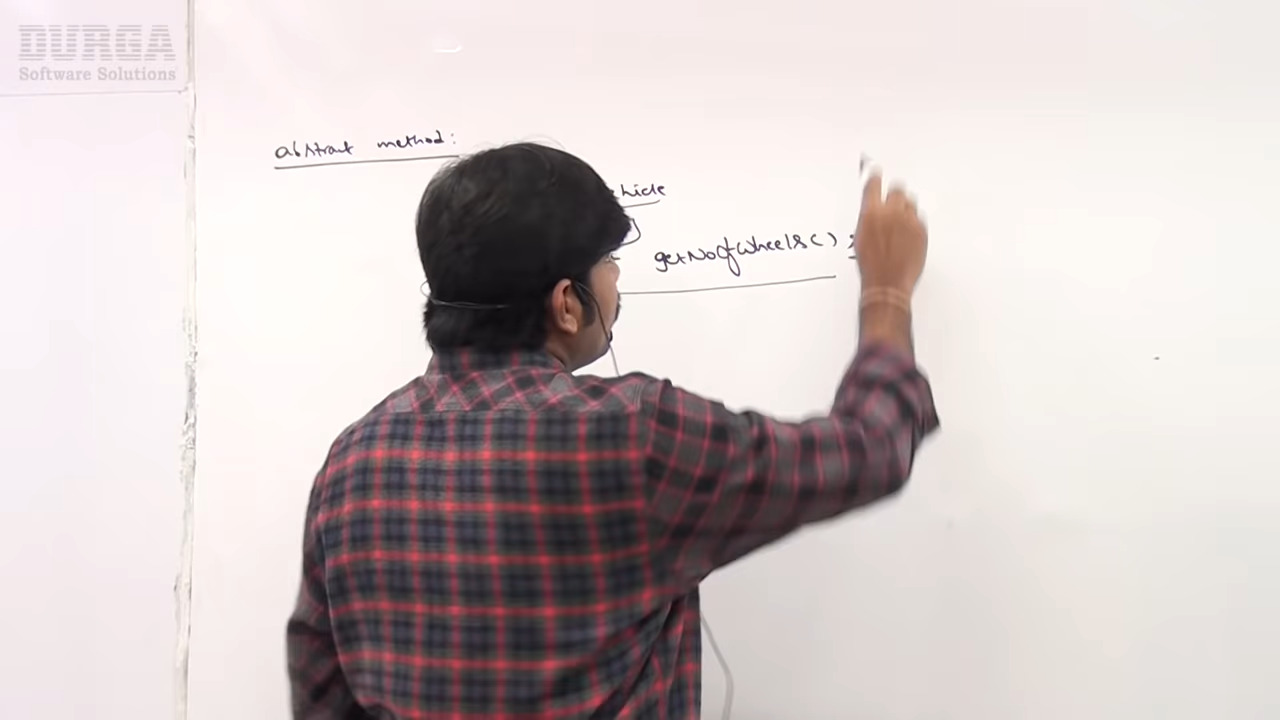 DURGA
Software Solutions
abstract method:
hicle
getNoOfWheels() ;